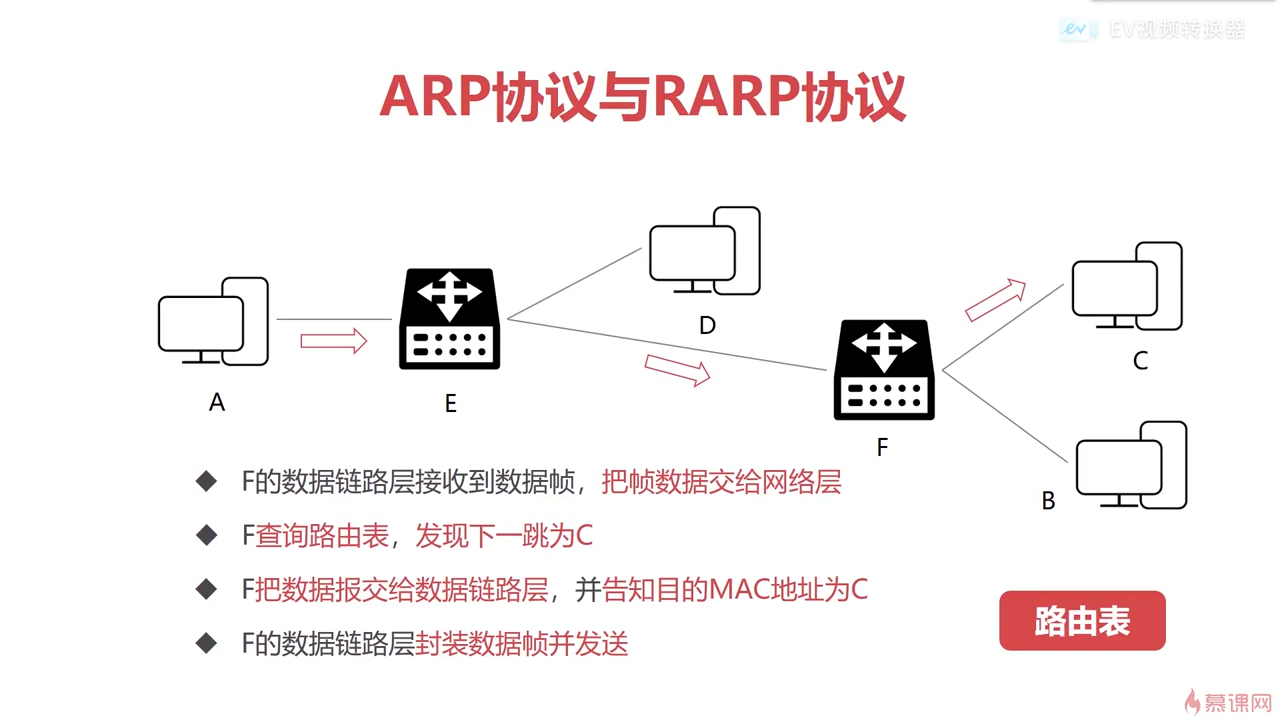 EV视频转换器
ARP协议与RARP协议
A
E
D
F
C
B
F的数据链路层接收到数据帧，把帧数据交给网络层
F查询路由表，发现下一跳为C
F把数据报交给数据链路层，并告知目的MAC地址为C
F的数据链路层封装数据帧并发送
路由表
慕课网